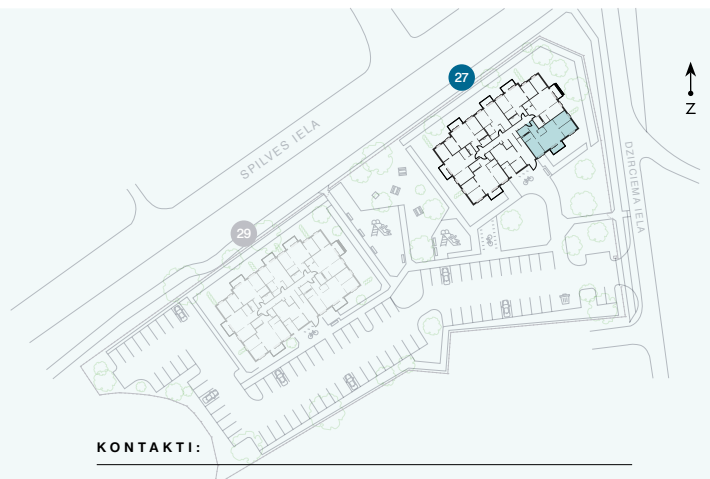 27
Z
SPILVES IELA
DZIRCIEMA IELA
29
KONTAKTI: